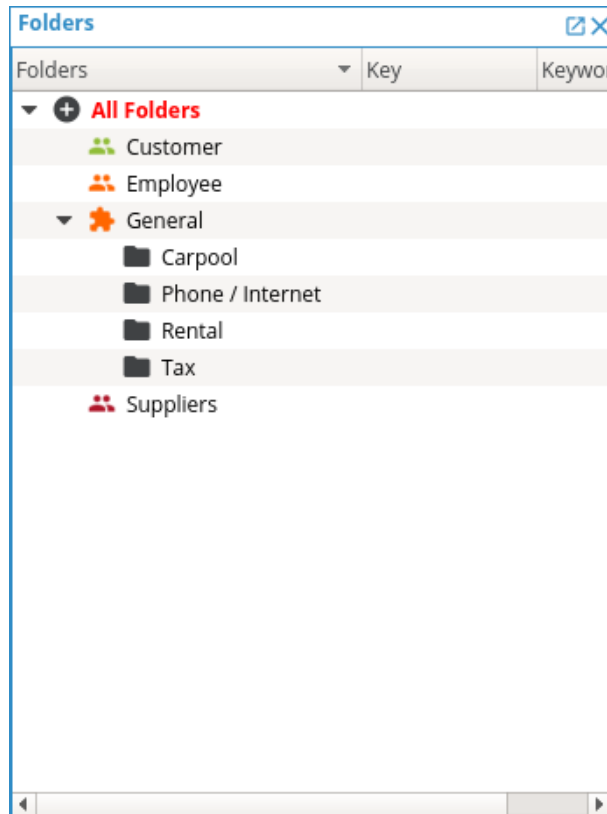 Folders
Folders Key Keywor
All Folders
Customer
Employee
General
Carpool
Phone / Internet
Rental
Tax
Suppliers